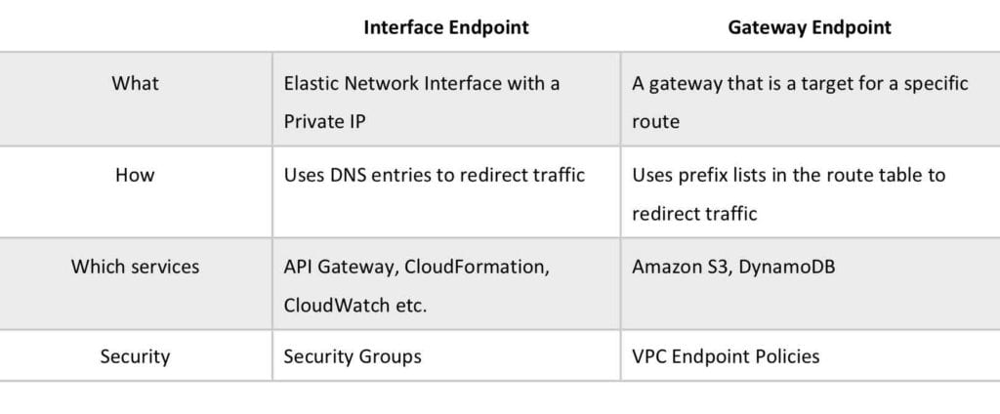 Interface Endpoint Gateway Endpoint
What Elastic Network Interface with a A gateway that is a target for a specific
Private IP route
How Uses DNS entries to redirect traffic Uses prefix lists in the route table to
redirect traffic
Which services API Gateway, CloudFormation, Amazon S3, DynamoDB
CloudWatch etc.
Security Security Groups VPC Endpoint Policies